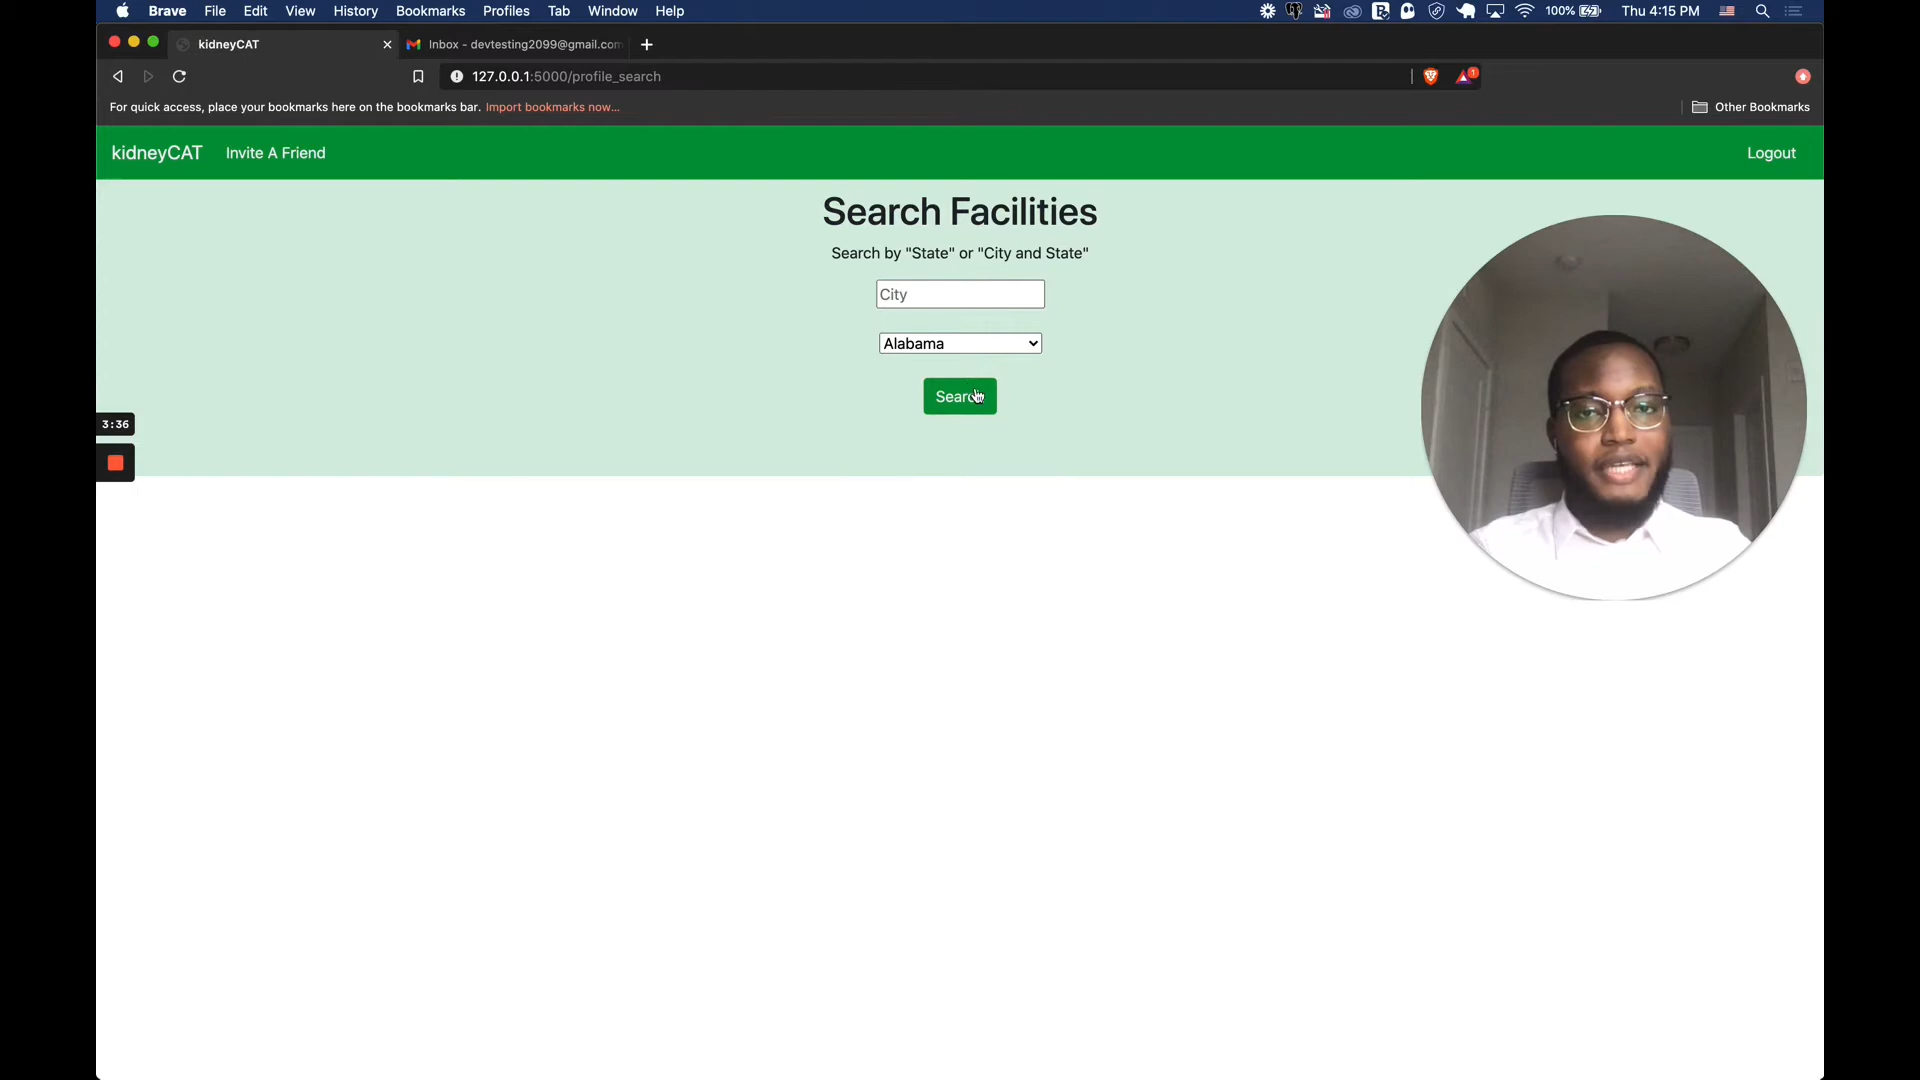 Brave File Edit View History Bookmarks Profiles Tab Window Help 100% Thu 4:15 PM
kidneyCAT Inbox - devtesting2099@gmail.com
127.0.0.1:5000/profile_search 1
For quick access, place your bookmarks here on the bookmarks bar. Import bookmarks now... Other Bookmarks
kidneyCAT Invite A Friend Logout
Search Facilities
Search by "State" or "City and State"
City
Alabama
Search
3:36